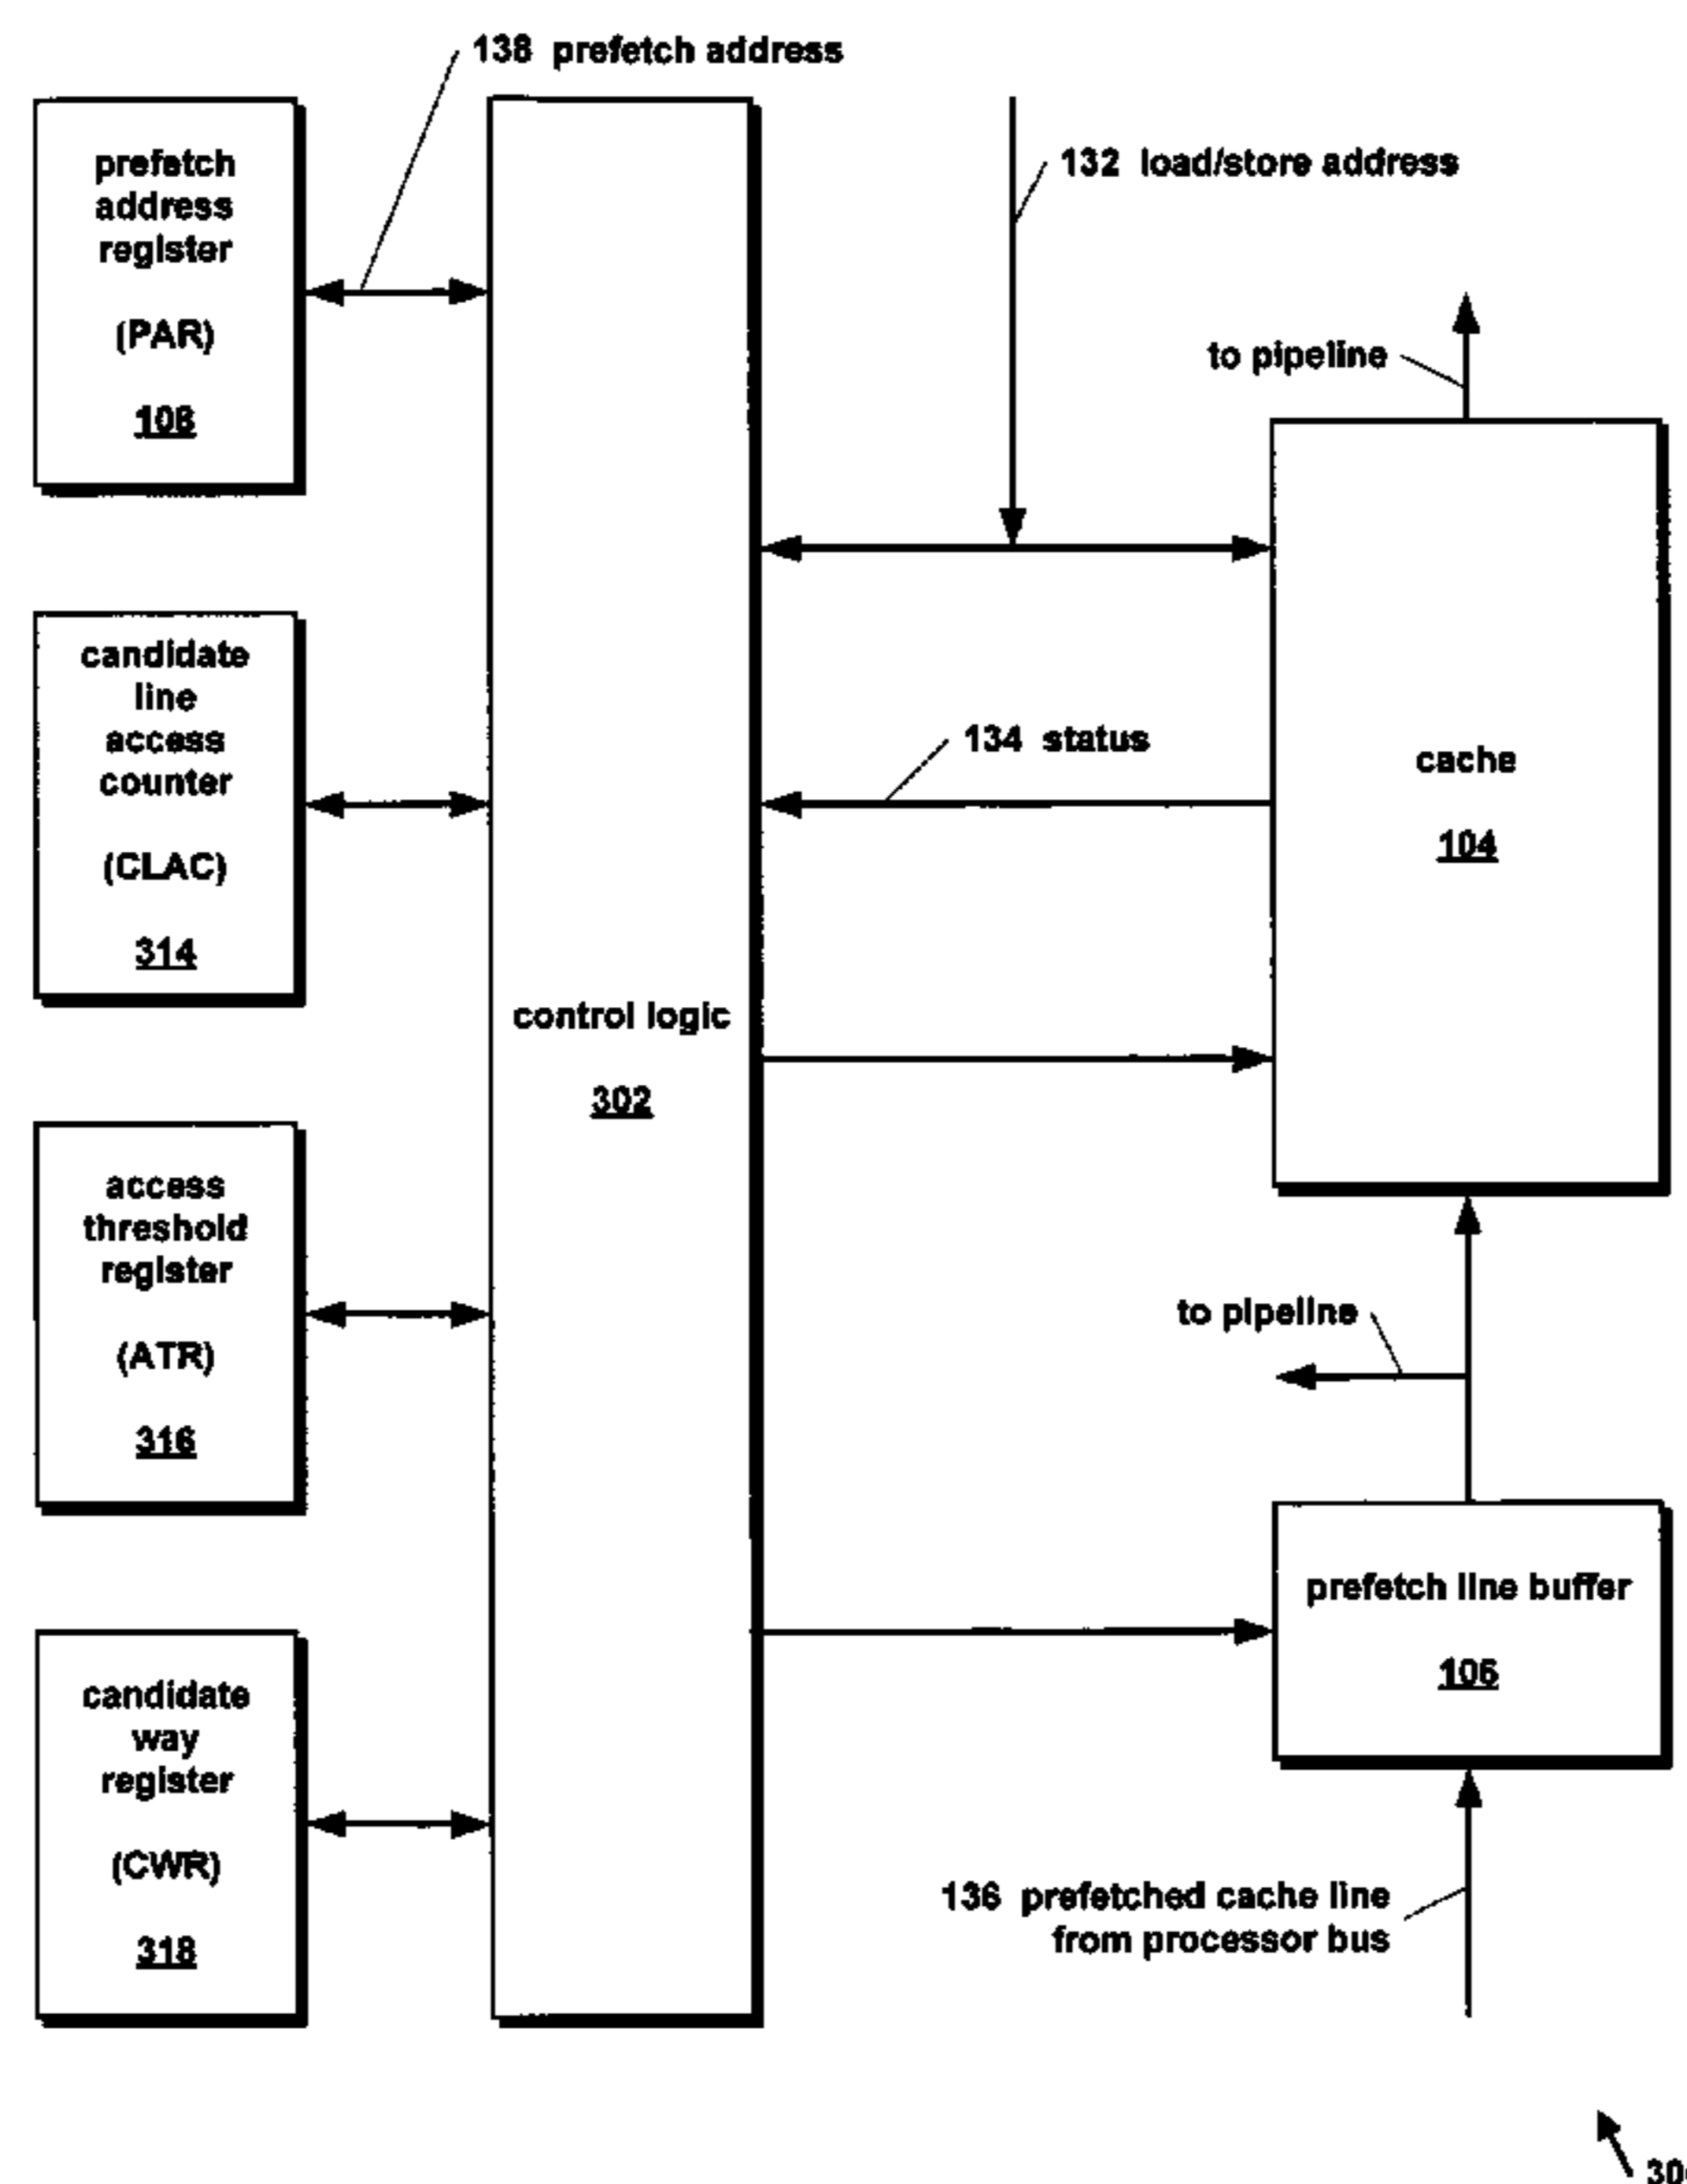 138 prefetch address
prefetch
address
register
(PAR)
108
132 load/store address
to pipeline
candidate
line
access
counter
(CLAC)
314
134 status
cache
104
control logic
302
access
threshold
register
(ATR)
316
to pipeline
prefetch line buffer
106
candidate
way
register
(CWR)
318
136 prefetched cache line
from processor bus